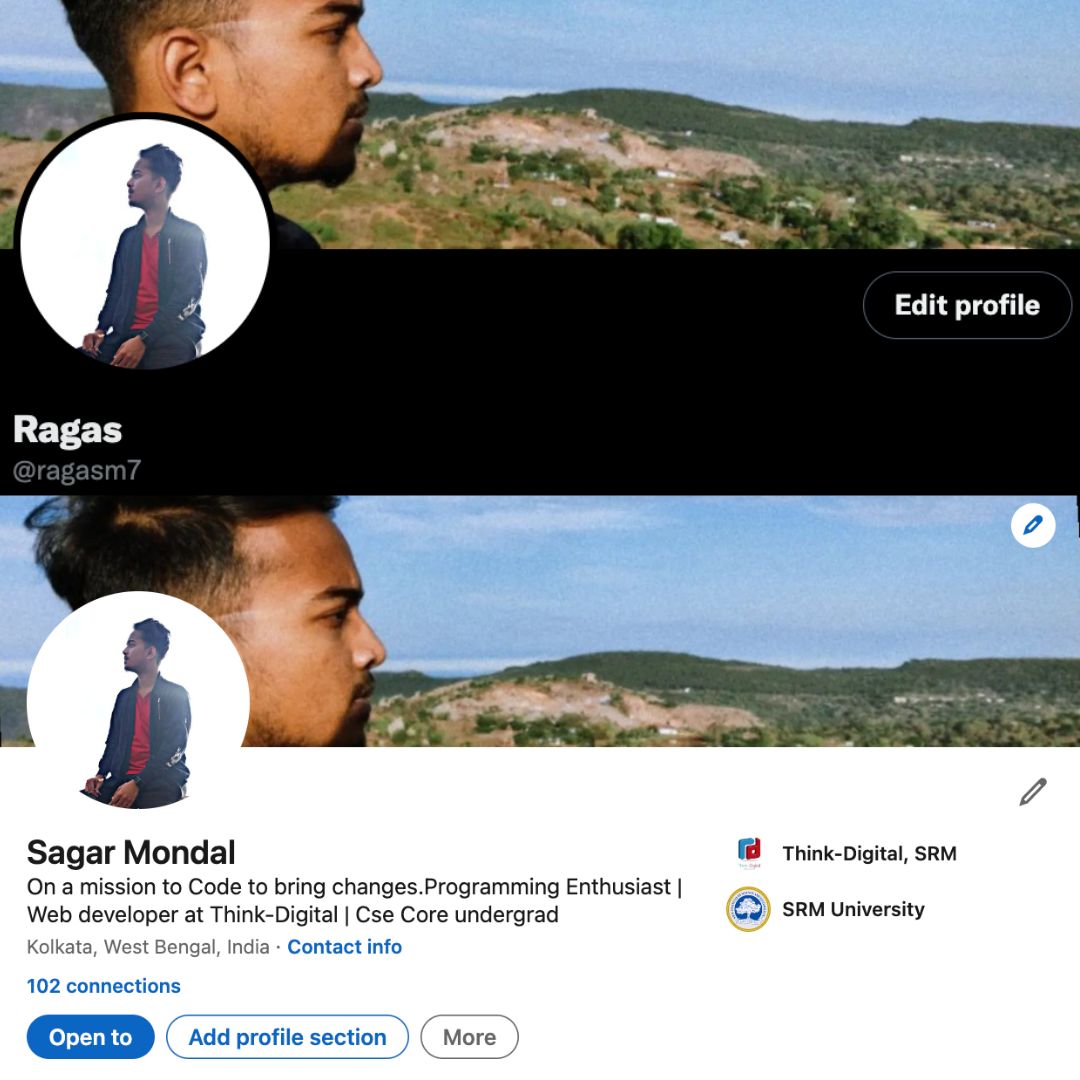 Edit profile
Ragas
@ragasm7
Sagar Mondal
On a mission to Code to bring changes.Programming Enthusiast |
Web developer at Think-Digital | Cse Core undergrad
Kolkata, West Bengal, India · Contact info
102 connections
Open to
Add profile section
More
Think-Digital, SRM
SRM University